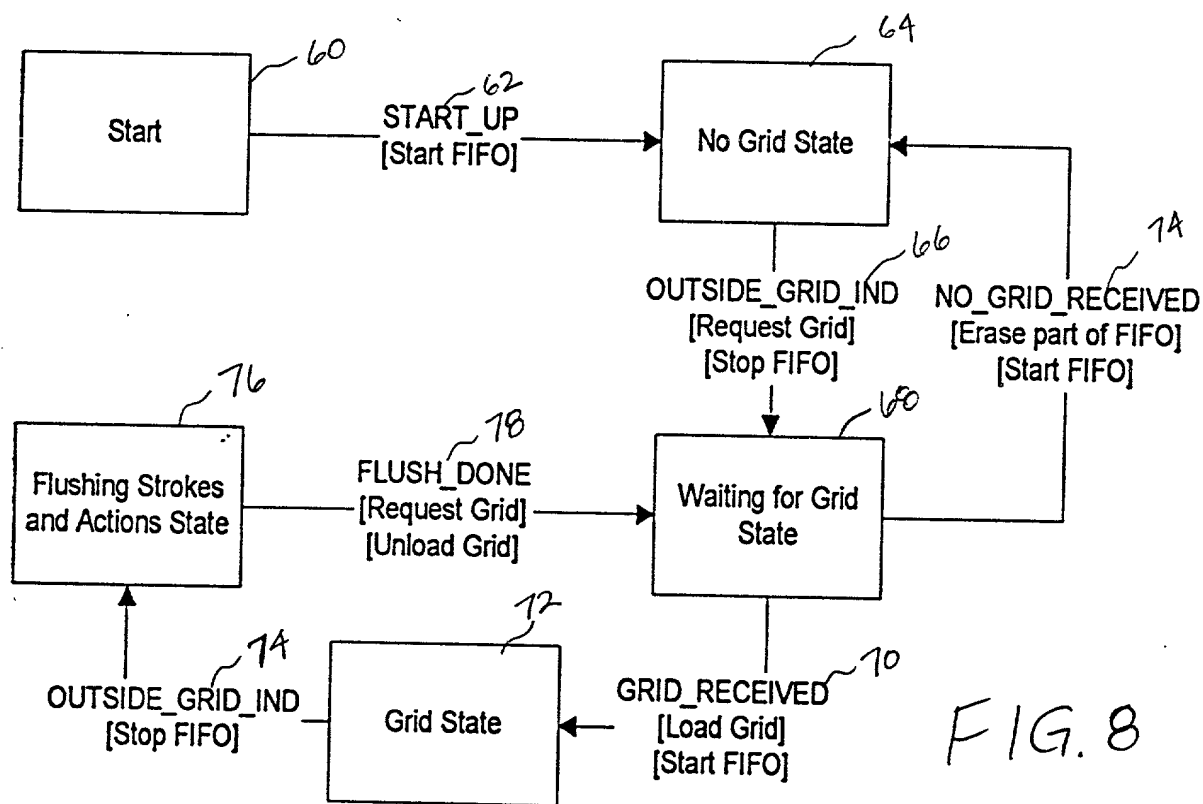 60
Start
62
START_UP
[Start FIFO]
64
No Grid State
66
OUTSIDE_GRID_IND
[Request Grid]
[Stop FIFO]
74
NO_GRID_RECEIVED
[Erase part of FIFO]
[Start FIFO]
76
Flushing Strokes
and Actions State
78
FLUSH_DONE
[Request Grid]
[Unload Grid]
68
Waiting for Grid
State
74
OUTSIDE_GRID_IND
[Stop FIFO]
72
Grid State
70
GRID_RECEIVED
[Load Grid]
[Start FIFO]
FIG. 8